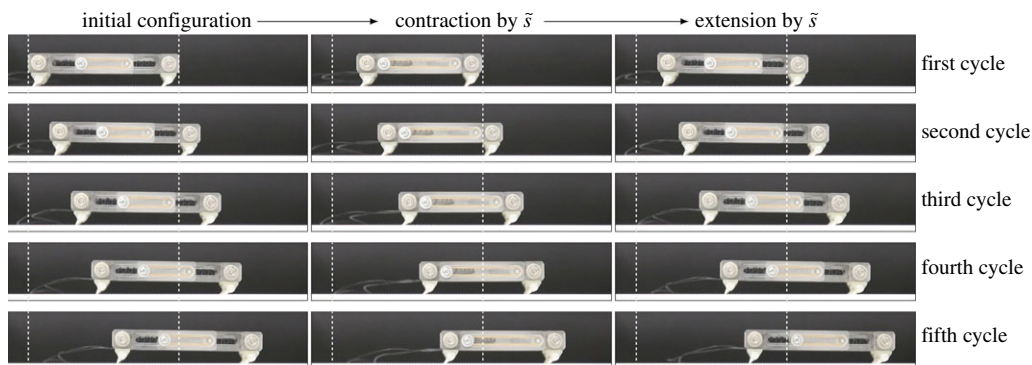 initial configuration contraction by s̃ extension by s̃
first cycle
second cycle
third cycle
fourth cycle
fifth cycle